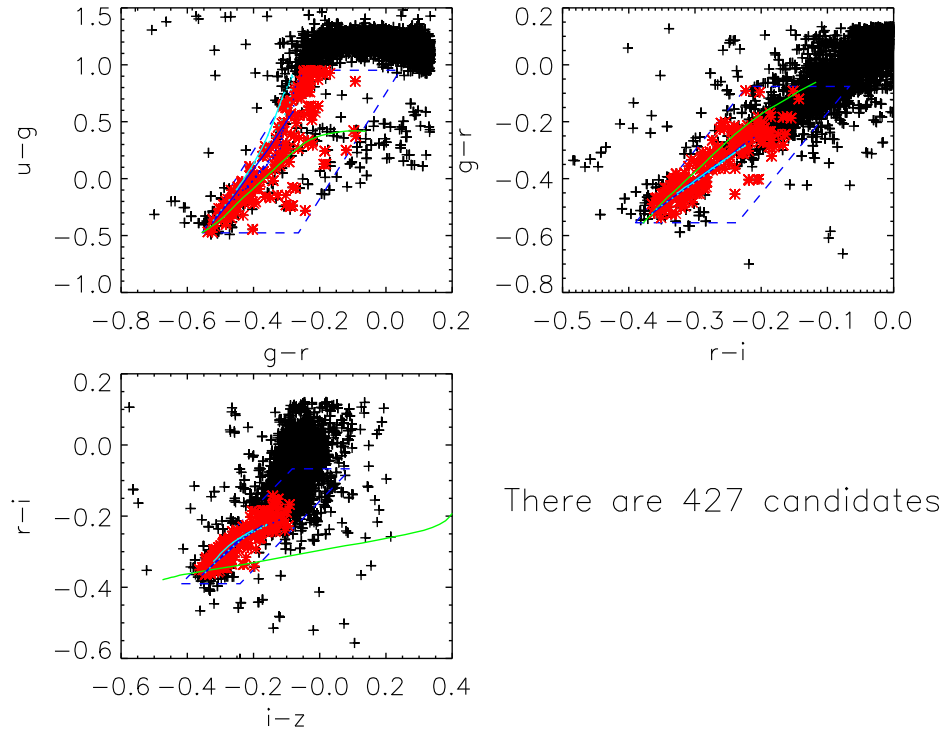 1.5
1.0
0.5
0.0
−0.5
−1.0
u−g
−0.8 −0.6 −0.4 −0.2 0.0 0.2
g−r
0.2
0.0
−0.2
−0.4
−0.6
−0.8
g−r
−0.5 −0.4 −0.3 −0.2 −0.1 0.0
r−i
0.2
0.0
−0.2
−0.4
−0.6
r−i
−0.6 −0.4 −0.2 −0.0 0.2 0.4
i−z
There are 427 candidates